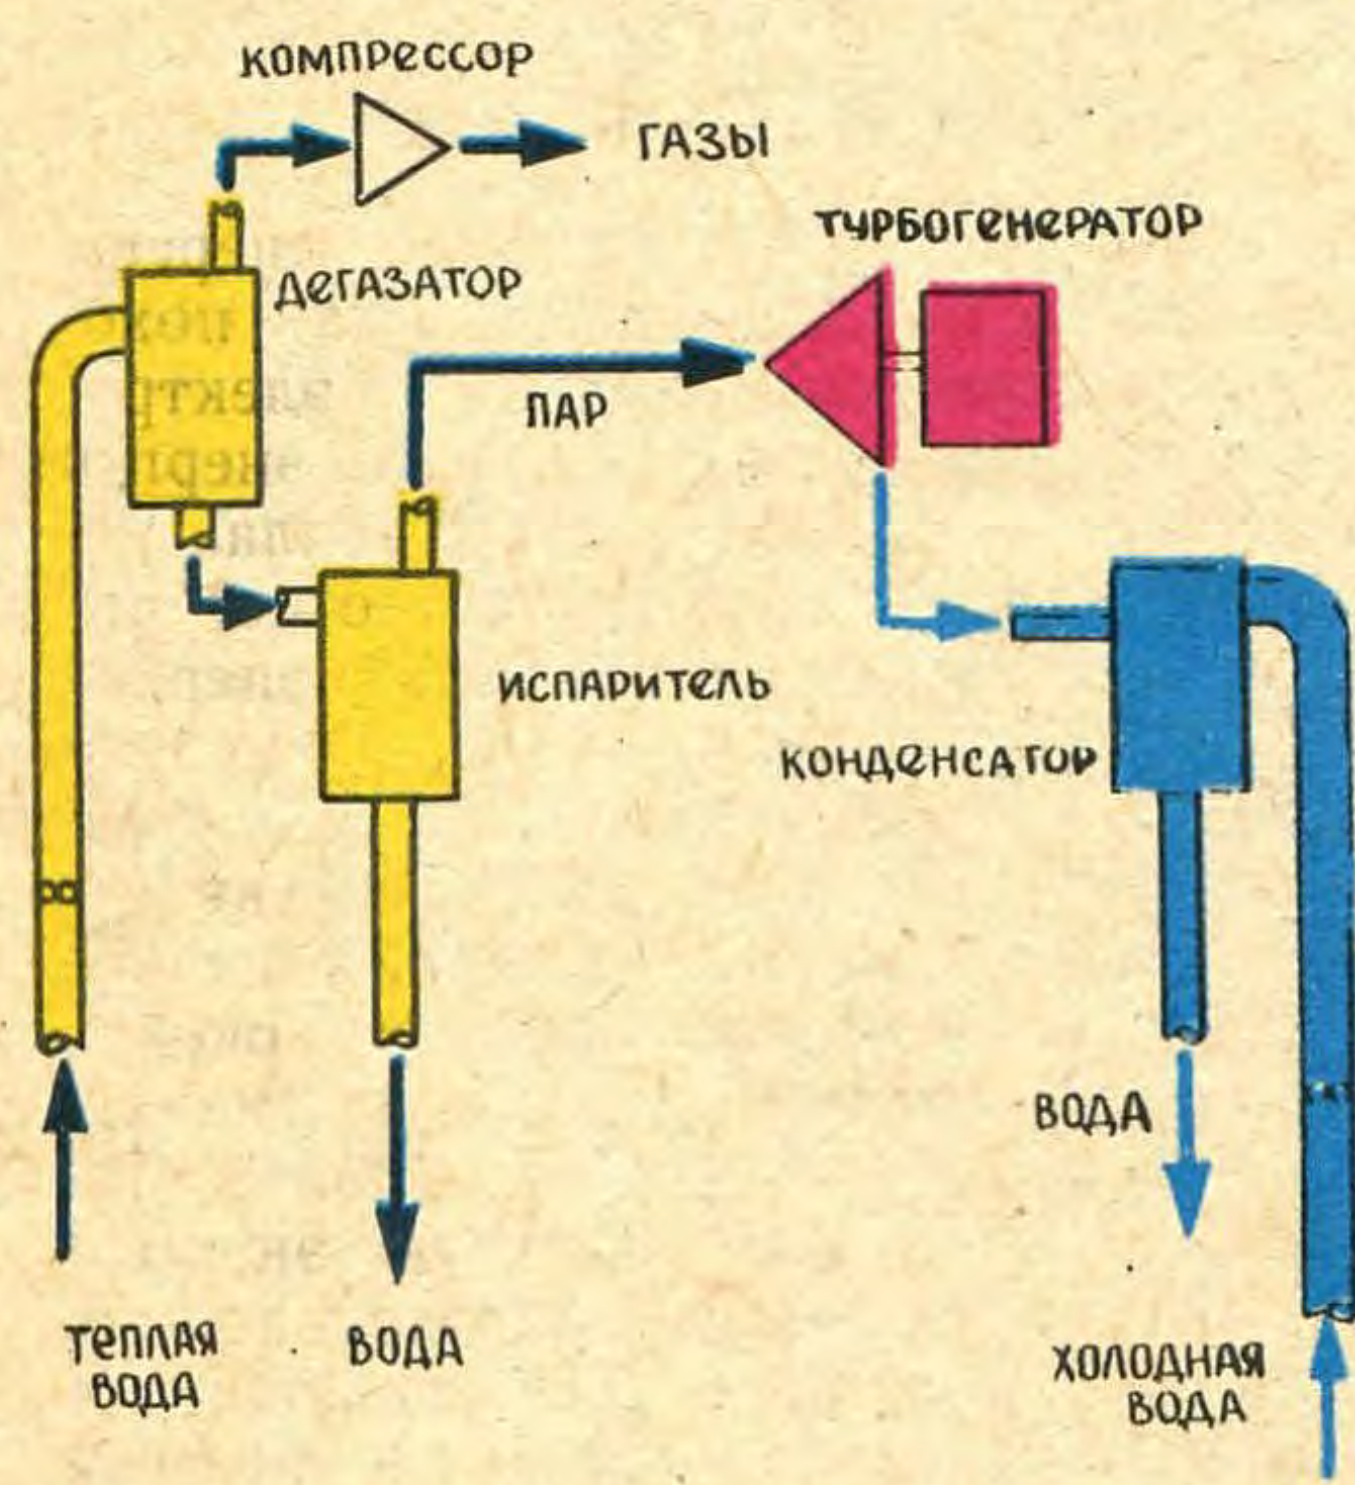 КОМПРЕССОР
ГАЗЫ
ТУРБОГЕНЕРАТОР
ДЕГАЗАТОР
ПАР
ИСПАРИТЕЛЬ
КОНДЕНСАТОР
ВОДА
ТЕПЛАЯ
ВОДА
ВОДА
ХОЛОДНАЯ
ВОДА